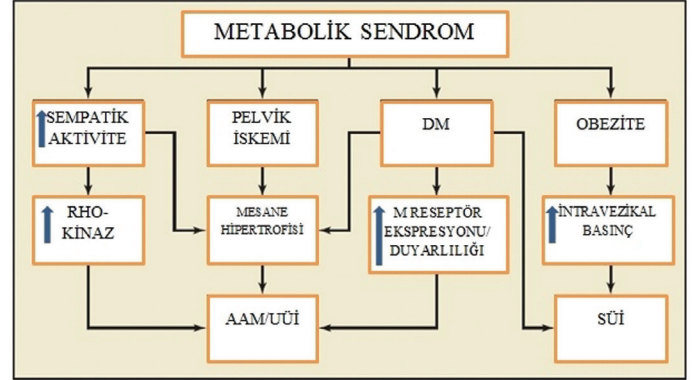 METABOLİK SENDROM
SEMPATİK
AKTİVİTE
PELVİK
İSKEMİ
DM
OBEZİTE
RHO-
KİNAZ
MESANE
HİPERTROFİSİ
M RESEPTÖR
EKSPRESYONU/
DUYARLILIĞI
İNTRAVEZİKAL
BASINÇ
AAM/UÜİ
SÜİ